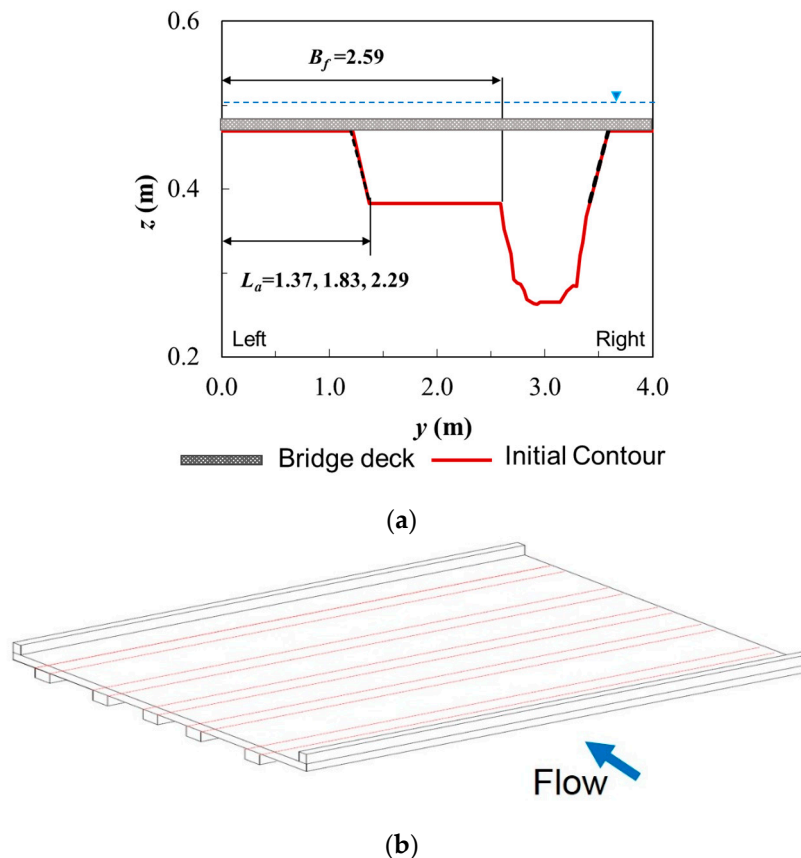 0.6
B_f=2.59
0.4
z (m)
L_a=1.37, 1.83, 2.29
Left
Right
0.2
0.0
1.0
2.0
3.0
4.0
y (m)
Bridge deck
Initial Contour
(a)
Flow
(b)